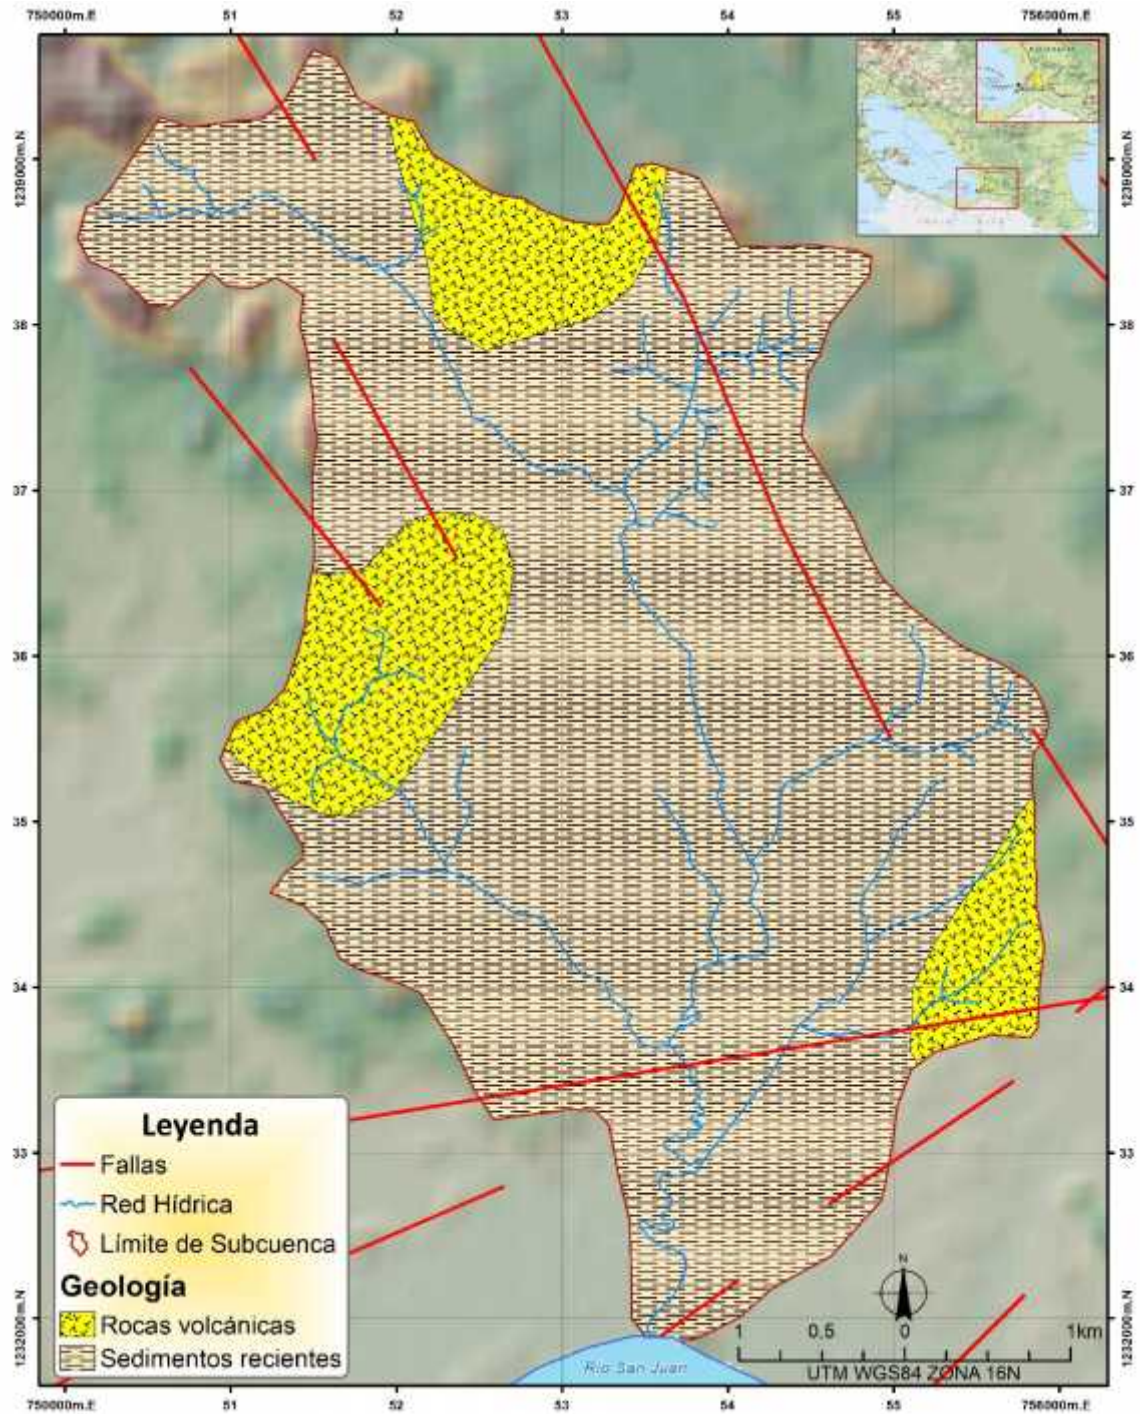 750000m.E 51 52 53 54 55 756000m.E
1239000m.N
1239000m.N
38
38
37
37
36
36
35
35
34
34
33
33
1232000m.N
1232000m.N
Leyenda
Fallas
Red Hídrica
Límite de Subcuenca
Geología
Rocas volcánicas
Sedimentos recientes
N
1 0.5 0 1km
UTM WGS84 ZONA 16N
Río San Juan
750000m.E 51 52 53 54 55 756000m.E